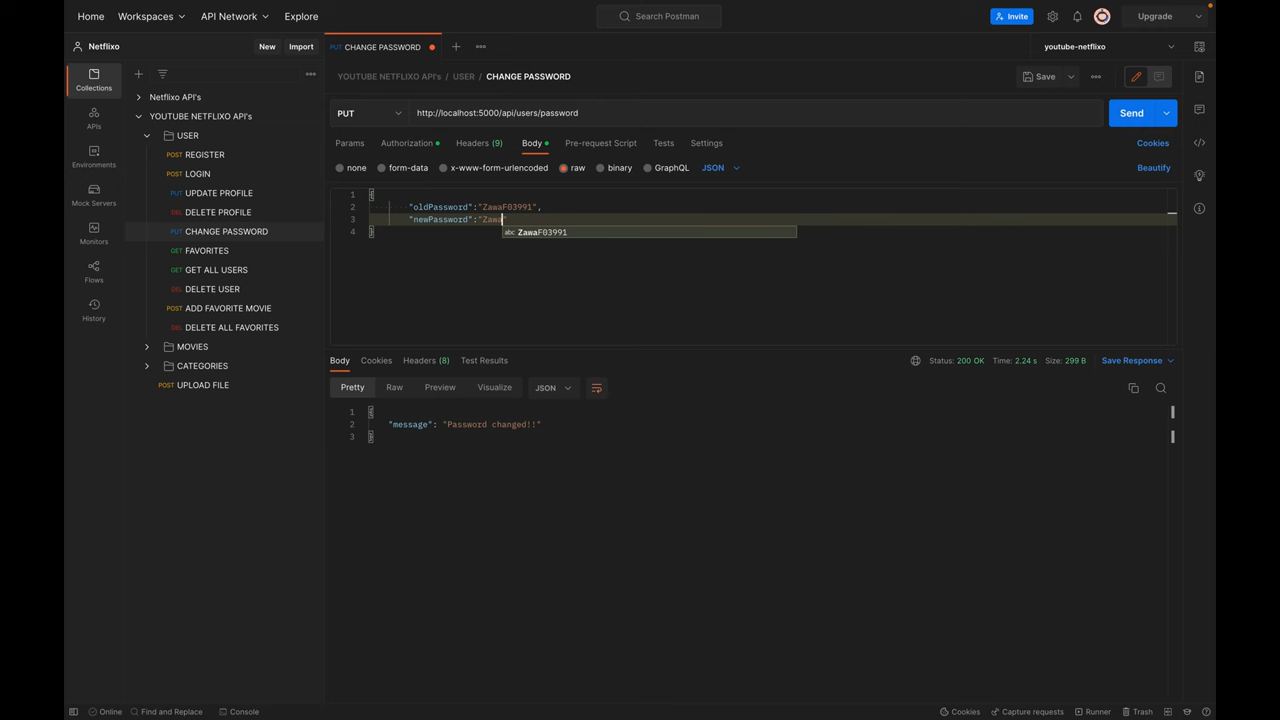 Home Workspaces API Network Explore Search Postman Invite Upgrade
Netflixo New Import PUT CHANGE PASSWORD youtube-netflixo
Collections
APIs
Environments
Mock Servers
Monitors
Flows
History
Netflixo API's
YOUTUBE NETFLIXO API's
USER
POST REGISTER
POST LOGIN
PUT UPDATE PROFILE
DEL DELETE PROFILE
PUT CHANGE PASSWORD
GET FAVORITES
GET GET ALL USERS
DEL DELETE USER
POST ADD FAVORITE MOVIE
DEL DELETE ALL FAVORITES
MOVIES
CATEGORIES
POST UPLOAD FILE
YOUTUBE NETFLIXO API's / USER / CHANGE PASSWORD Save
PUT http://localhost:5000/api/users/password Send
Params Authorization Headers (9) Body Pre-request Script Tests Settings Cookies
none form-data x-www-form-urlencoded raw binary GraphQL JSON Beautify
1 {
2 "oldPassword":"ZawaF03991",
3 "newPassword":"Zawa"
4 }
abc ZawaF03991
Body Cookies Headers (8) Test Results Status: 200 OK Time: 2.24 s Size: 299 B Save Response
Pretty Raw Preview Visualize JSON
1 {
2 "message": "Password changed!!"
3 }
Online Find and Replace Console Cookies Capture requests Runner Trash